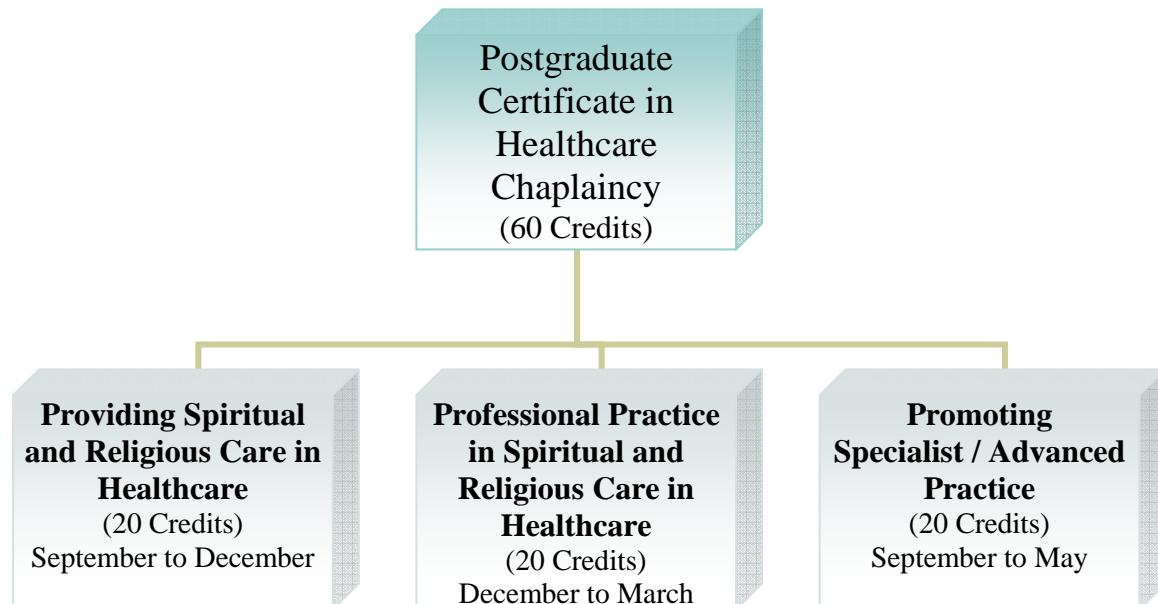 Postgraduate
Certificate in
Healthcare
Chaplaincy
(60 Credits)
Providing Spiritual
and Religious Care in
Healthcare
(20 Credits)
September to December
Professional Practice
in Spiritual and
Religious Care in
Healthcare
(20 Credits)
December to March
Promoting
Specialist / Advanced
Practice
(20 Credits)
September to May